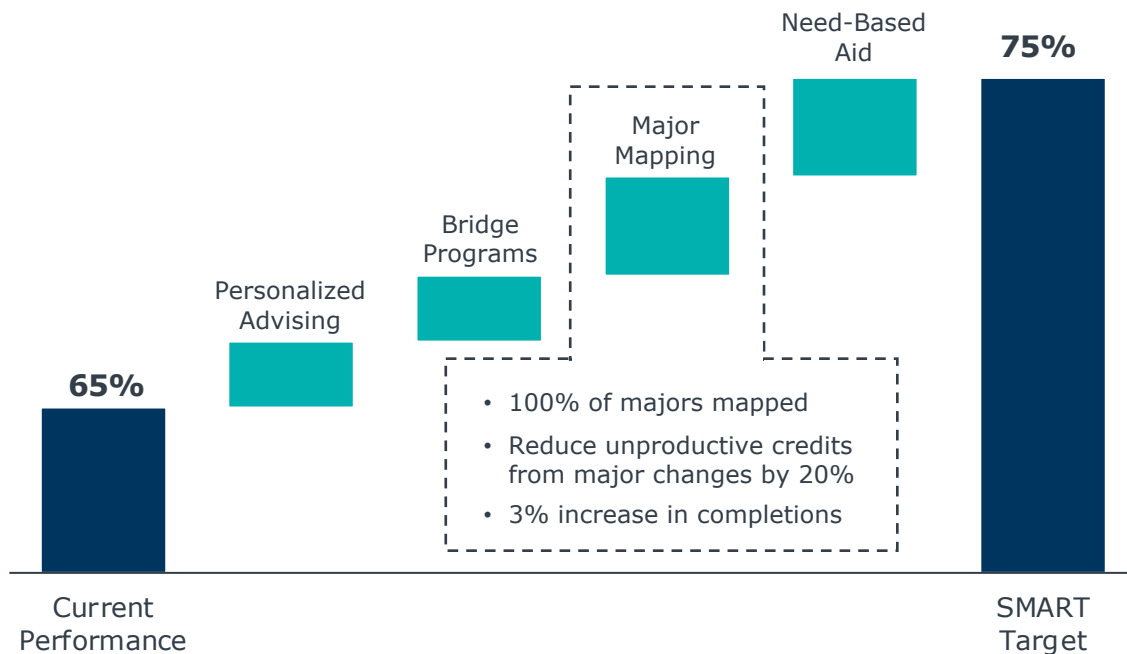 Need-Based
Aid
75%
Major
Mapping
Bridge
Programs
Personalized
Advising
65%
• 100% of majors mapped
• Reduce unproductive credits
from major changes by 20%
• 3% increase in completions
Current
Performance
SMART
Target